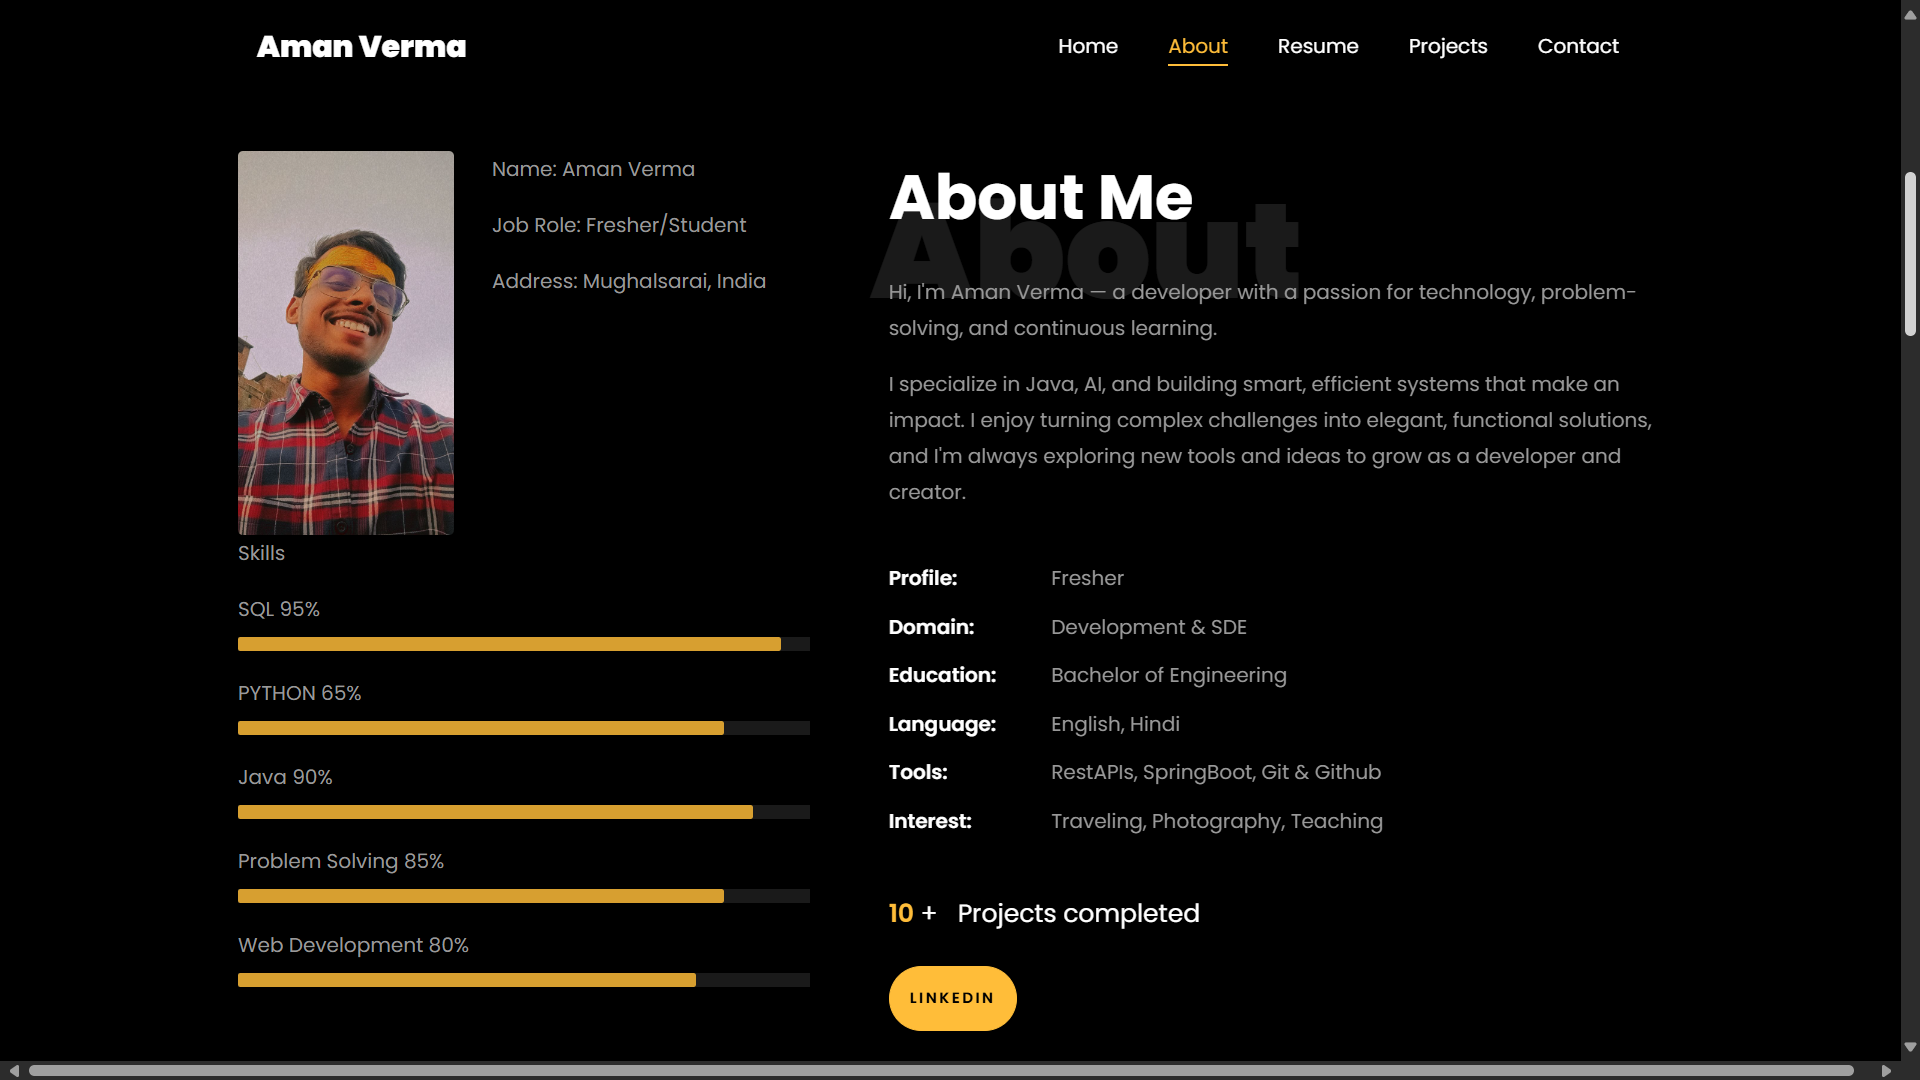 Aman Verma
Home About Resume Projects Contact
Name: Aman Verma
Job Role: Fresher/Student
Address: Mughalsarai, India
Skills
SQL 95%
PYTHON 65%
Java 90%
Problem Solving 85%
Web Development 80%
About
About Me
Hi, I'm Aman Verma — a developer with a passion for technology, problem-
solving, and continuous learning.
I specialize in Java, AI, and building smart, efficient systems that make an
impact. I enjoy turning complex challenges into elegant, functional solutions,
and I'm always exploring new tools and ideas to grow as a developer and
creator.
Profile: Fresher
Domain: Development & SDE
Education: Bachelor of Engineering
Language: English, Hindi
Tools: RestAPIs, SpringBoot, Git & Github
Interest: Traveling, Photography, Teaching
10 + Projects completed
LINKEDIN